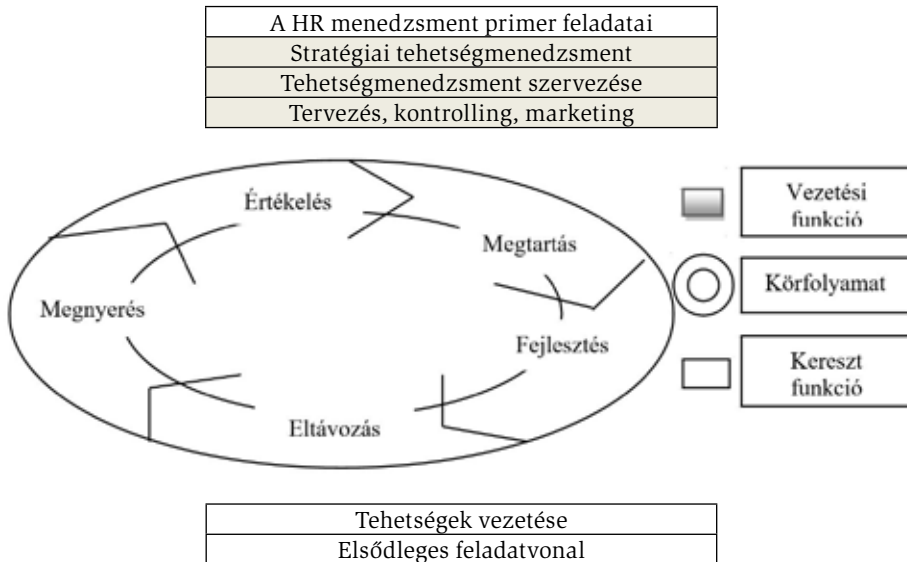 A HR menedzsment primer feladatai
Stratégiai tehetségmenedzsment
Tehetségmenedzsment szervezése
Tervezés, kontrolling, marketing
Értékelés
Megtartás
Megnyerés
Fejlesztés
Eltávozás
Vezetési
funkció
Körfolyamat
Kereszt
funkció
Tehetségek vezetése
Elsődleges feladatvonal